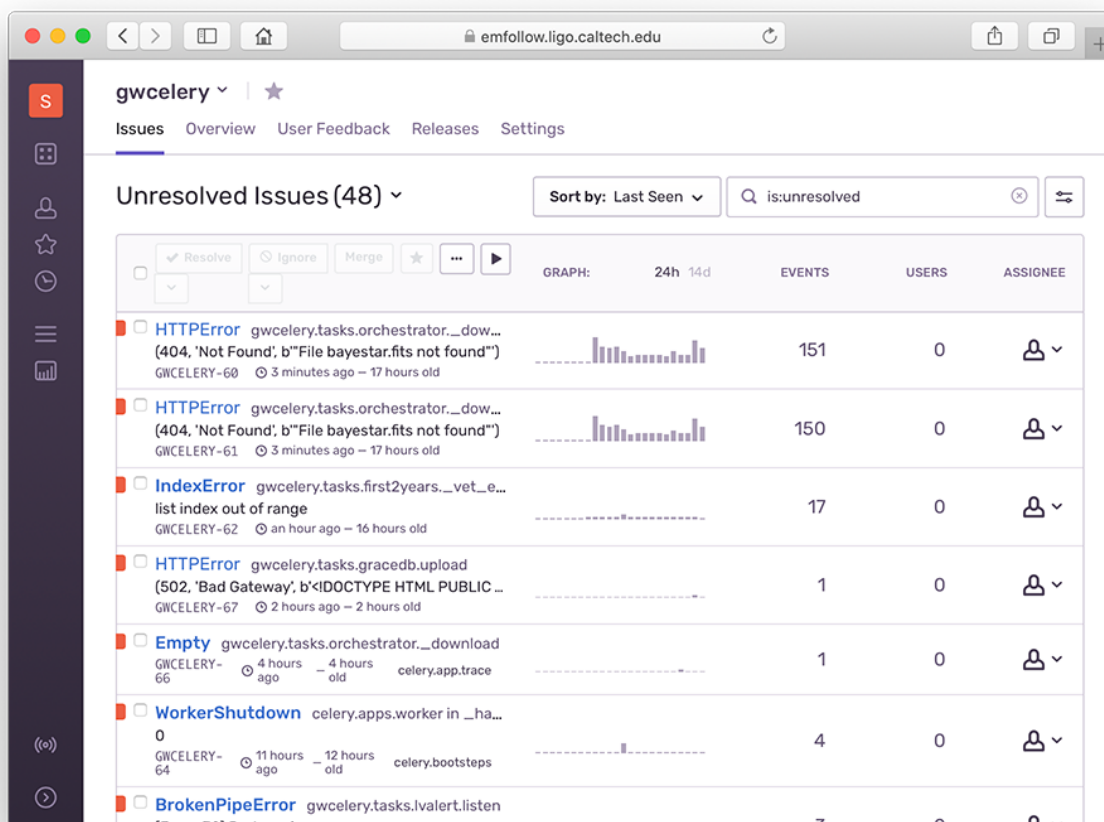 emfollow.ligo.caltech.edu
S
gwcelery
Issues Overview User Feedback Releases Settings
Unresolved Issues (48)
Sort by: Last Seen
is:unresolved
Resolve Ignore Merge
GRAPH: 24h 14d EVENTS USERS ASSIGNEE
HTTPError gwcelery.tasks.orchestrator._dow...
(404, 'Not Found', b'"File bayestar.fits not found"')
GWCELERY-60 3 minutes ago — 17 hours old
151 0
HTTPError gwcelery.tasks.orchestrator._dow...
(404, 'Not Found', b'"File bayestar.fits not found"')
GWCELERY-61 3 minutes ago — 17 hours old
150 0
IndexError gwcelery.tasks.first2years._vet_e...
list index out of range
GWCELERY-62 an hour ago — 16 hours old
17 0
HTTPError gwcelery.tasks.gracedb.upload
(502, 'Bad Gateway', b'<!DOCTYPE HTML PUBLIC ...
GWCELERY-67 2 hours ago — 2 hours old
1 0
Empty gwcelery.tasks.orchestrator._download
GWCELERY-66 4 hours ago — 4 hours old celery.app.trace
1 0
WorkerShutdown celery.apps.worker in _ha...
0
GWCELERY-64 11 hours ago — 12 hours old celery.bootsteps
4 0
BrokenPipeError gwcelery.tasks.lvalert.listen